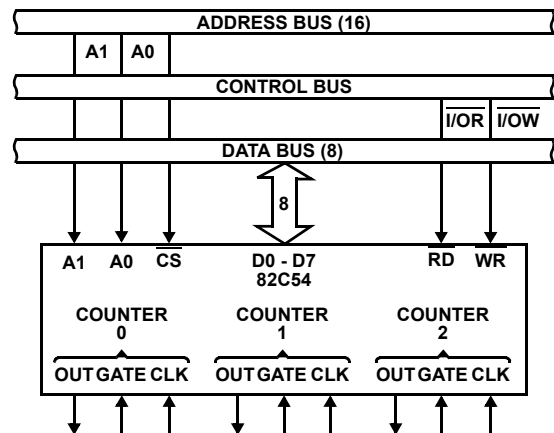 ADDRESS BUS (16)
A1 A0
CONTROL BUS
I/OR I/OW
DATA BUS (8)
8
A1 A0 CS D0 - D7 RD WR
82C54
COUNTER COUNTER COUNTER
0 1 2
OUT GATE CLK OUT GATE CLK OUT GATE CLK